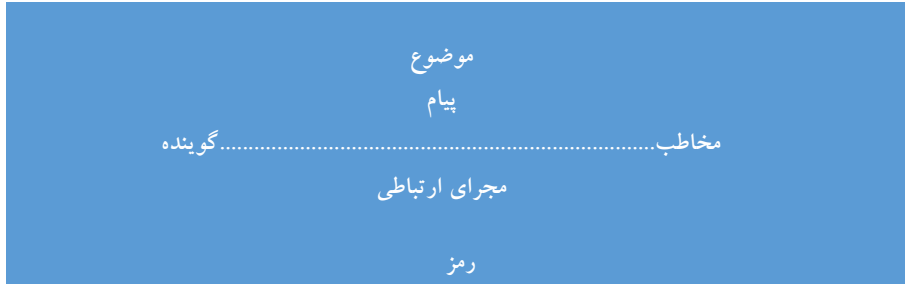 موضوع
پیام
مخاطب...........................................................................گوینده
مجرای ارتباطی
رمز